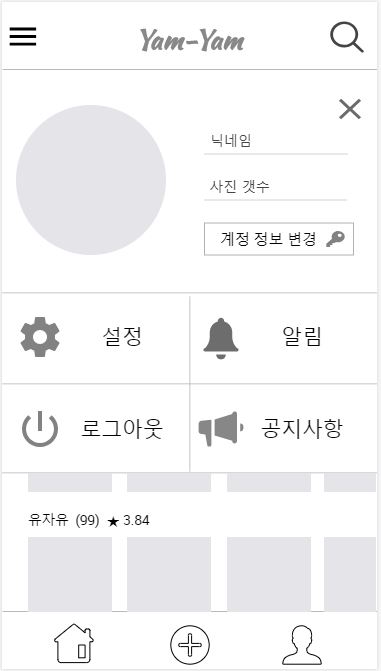 Yam-Yam
닉네임
사진 갯수
계정 정보 변경
설정
알림
로그아웃
공지사항
유자유 (99) ★ 3.84